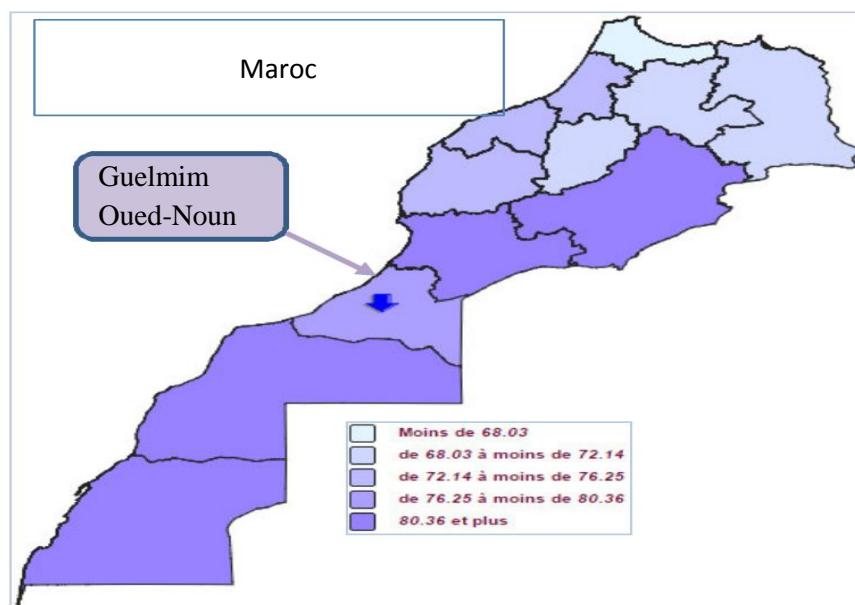 Maroc
Guelmim
Oued-Noun
Moins de 68.03
de 68.03 à moins de 72.14
de 72.14 à moins de 76.25
de 76.25 à moins de 80.36
80.36 et plus